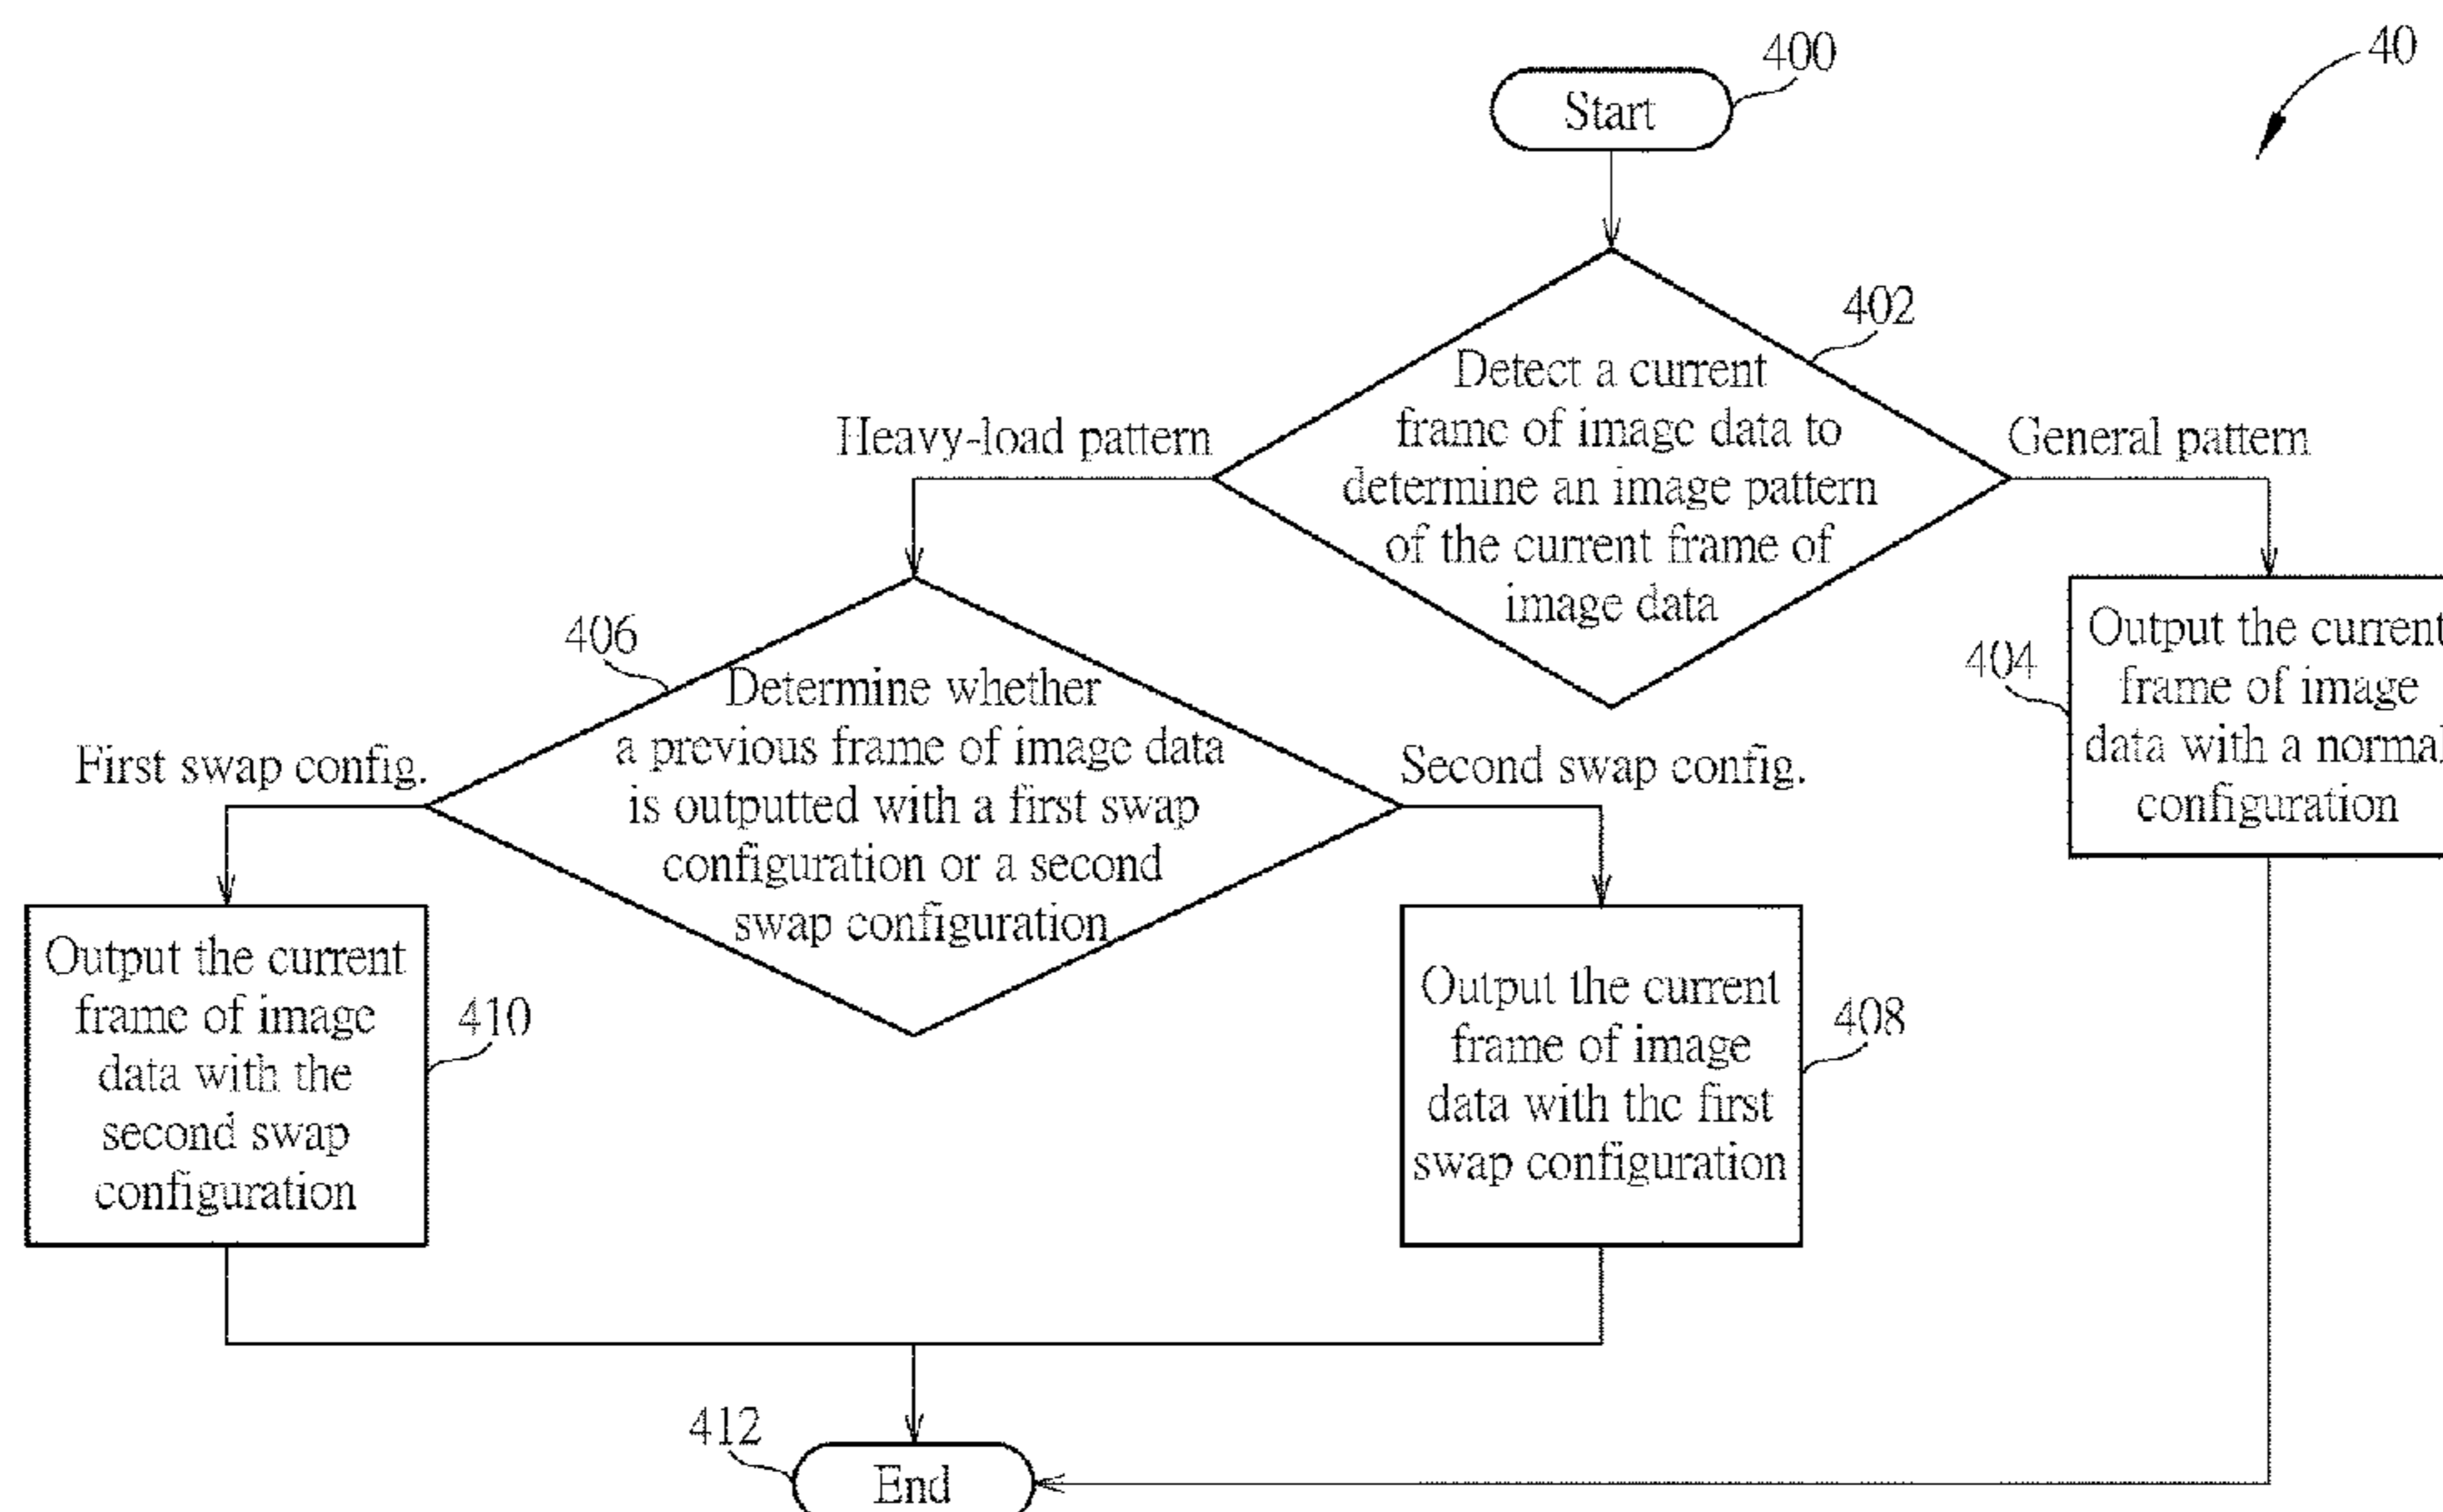 400
40
Start
402
Detect a current
frame of image data to
determine an image pattern
of the current frame of
image data
Heavy-load pattern
General pattern
406
Determine whether
a previous frame of image data
is outputted with a first swap
configuration or a second
swap configuration
404
Output the current
frame of image
data with a normal
configuration
First swap config.
Second swap config.
Output the current
frame of image
data with the
second swap
configuration
410
Output the current
frame of image
data with the first
swap configuration
408
412
End